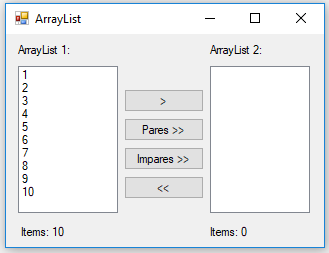 ArrayList
ArrayList 1:
ArrayList 2:
1
2
3
4
5
6
7
8
9
10
>
Pares >>
Impares >>
<<
Items: 10
Items: 0